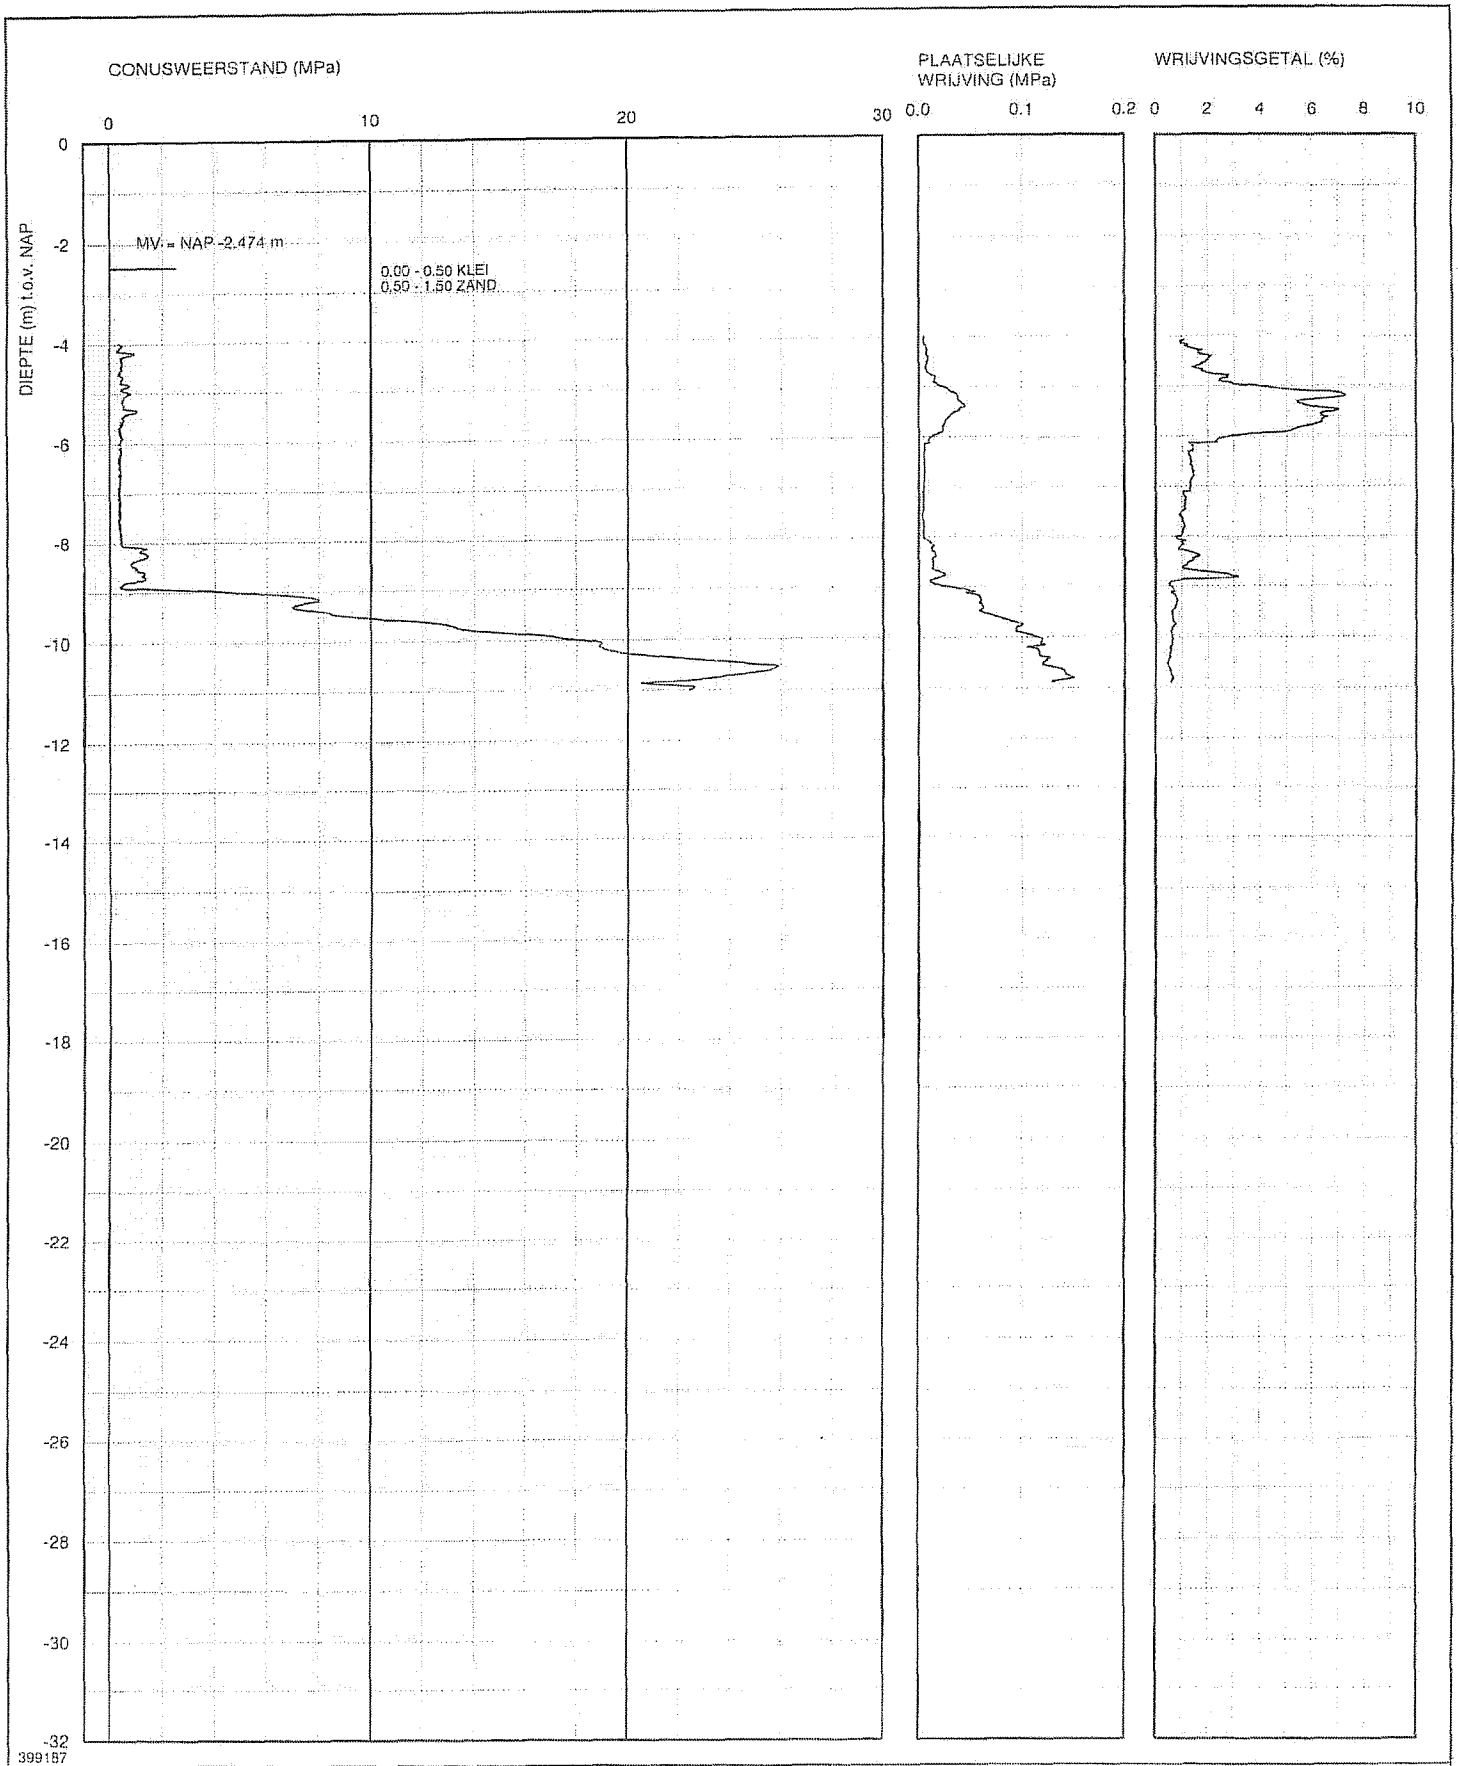 CONUSWEERSTAND (MPa)
PLAATSELIJKE
WRIJVING (MPa)
WRIJVINGSGETAL (%)
0 10 20 30
0.0 0.1 0.2
0 2 4 6 8 10
DIEPTE (m) t.o.v. NAP
0
-2
-4
-6
-8
-10
-12
-14
-16
-18
-20
-22
-24
-26
-28
-30
-32
MV = NAP -2.474 m
0.00 - 0.50 KLEI
0.50 - 1.50 ZAND
399187